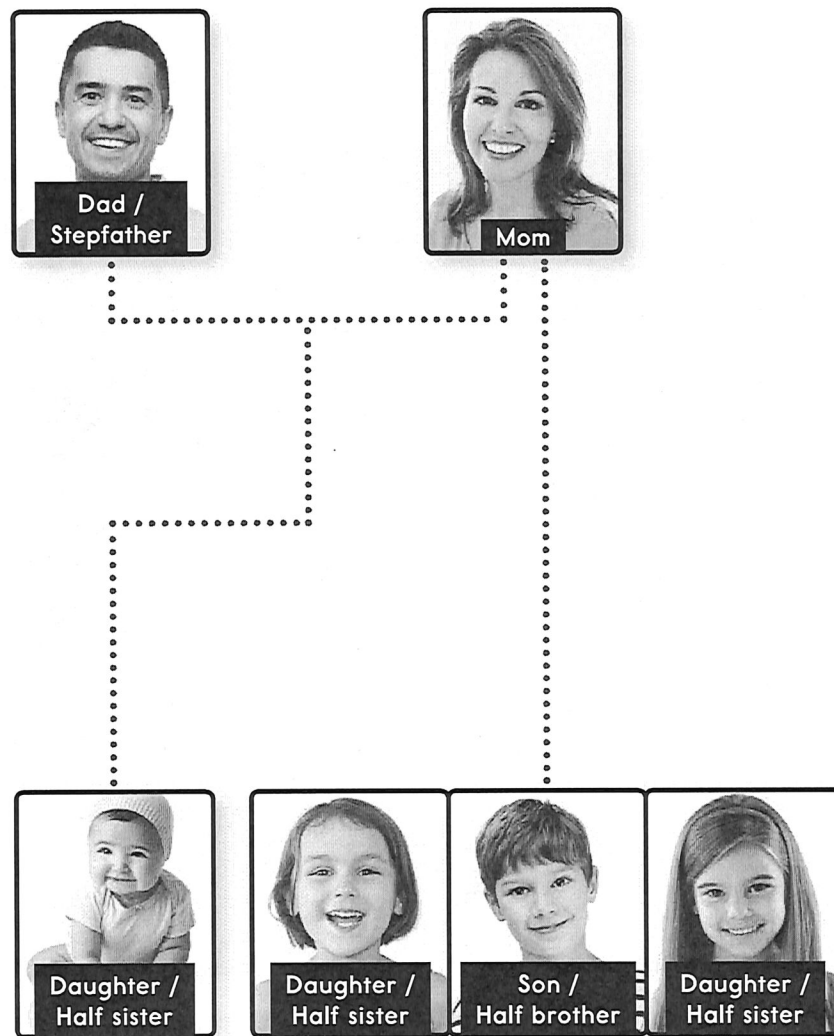 Dad /
Stepfather
Mom
Daughter /
Half sister
Daughter /
Half sister
Son /
Half brother
Daughter /
Half sister